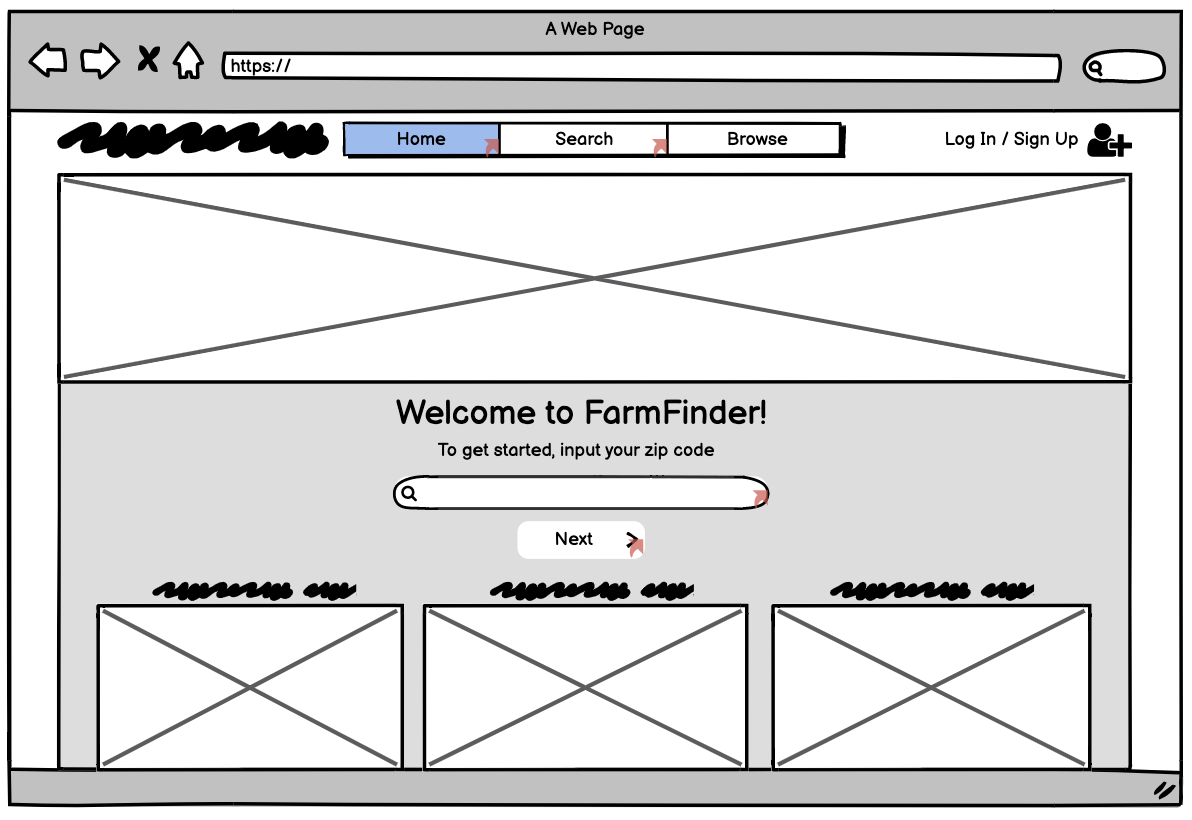 A Web Page
https://
Home Search Browse Log In / Sign Up
Welcome to FarmFinder!
To get started, input your zip code
Next >